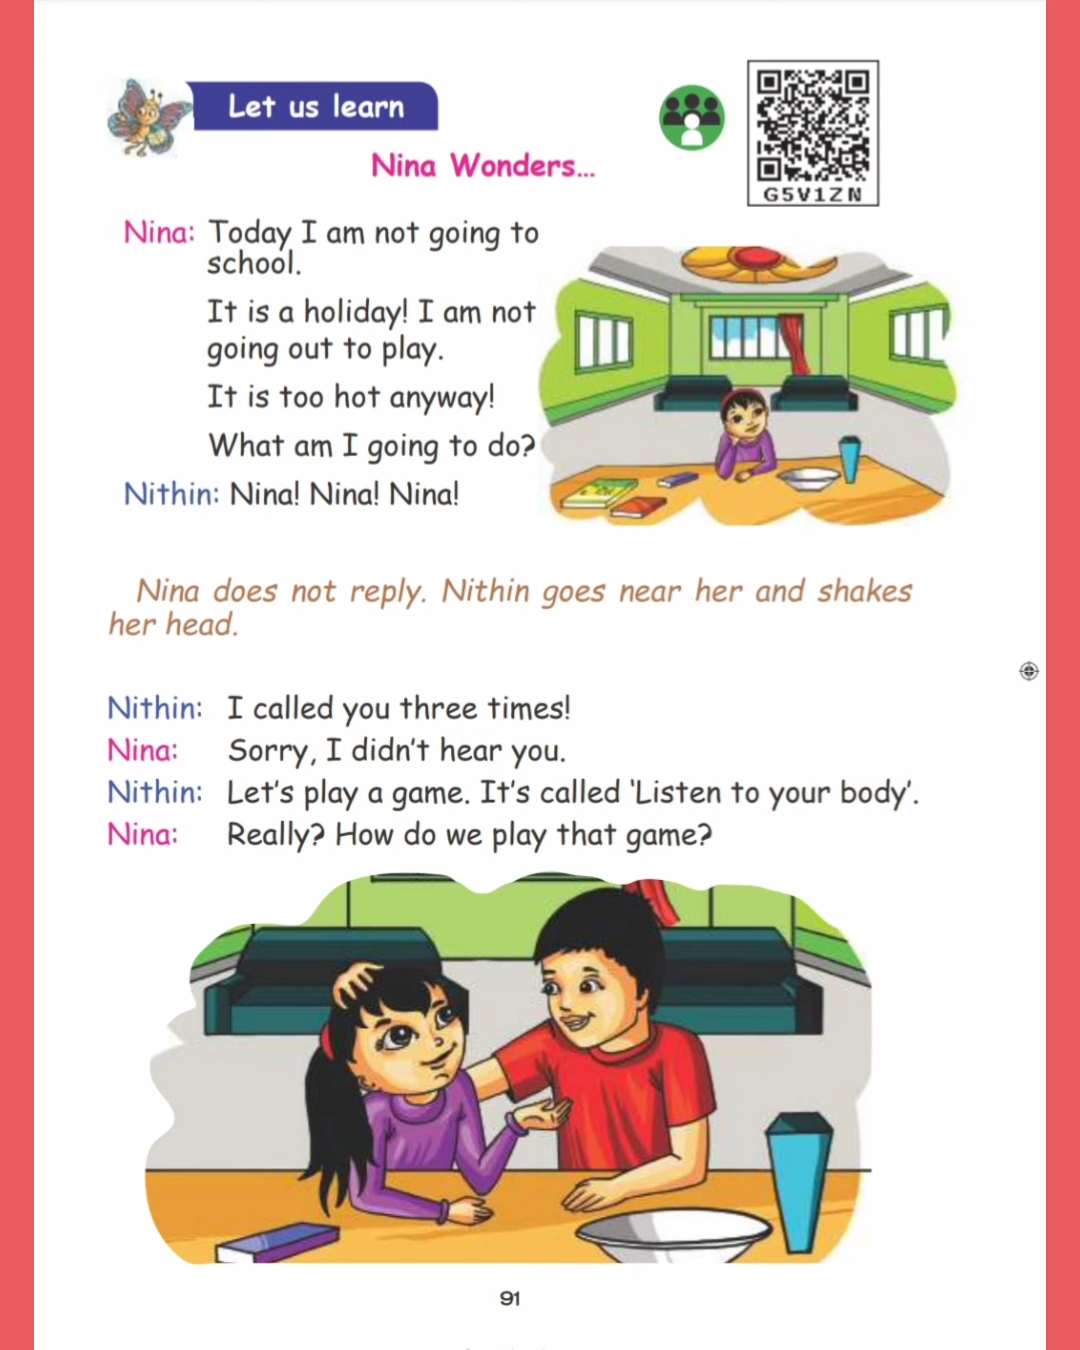 Let us learn
G5V1ZN
Nina Wonders...
Nina: Today I am not going to
school.
It is a holiday! I am not
going out to play.
It is too hot anyway!
What am I going to do?
Nithin: Nina! Nina! Nina!
Nina does not reply. Nithin goes near her and shakes
her head.
Nithin: I called you three times!
Nina: Sorry, I didn't hear you.
Nithin: Let's play a game. It's called 'Listen to your body'.
Nina: Really? How do we play that game?
91